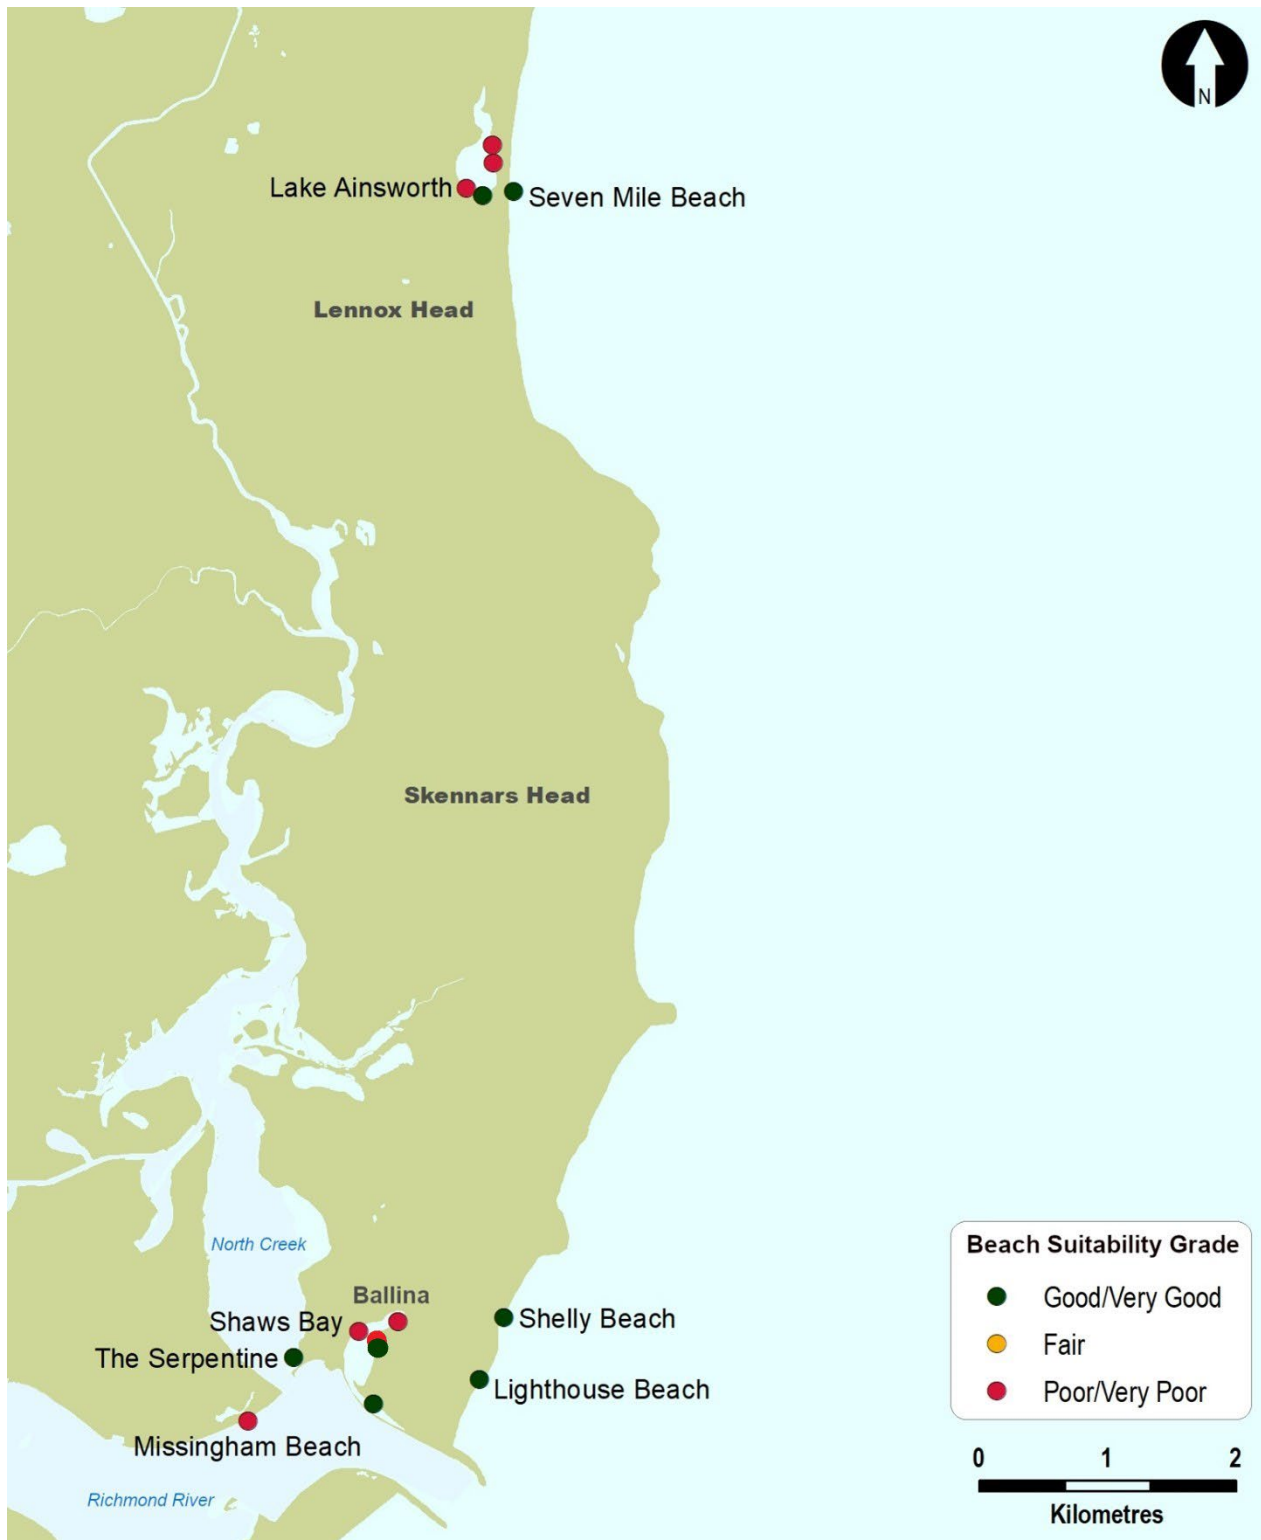 N
Lake Ainsworth
Seven Mile Beach
Lennox Head
Skennars Head
North Creek
Ballina
Shaws Bay
Shelly Beach
The Serpentine
Lighthouse Beach
Missingham Beach
Richmond River
Beach Suitability Grade
Good/Very Good
Fair
Poor/Very Poor
0 1 2
Kilometres